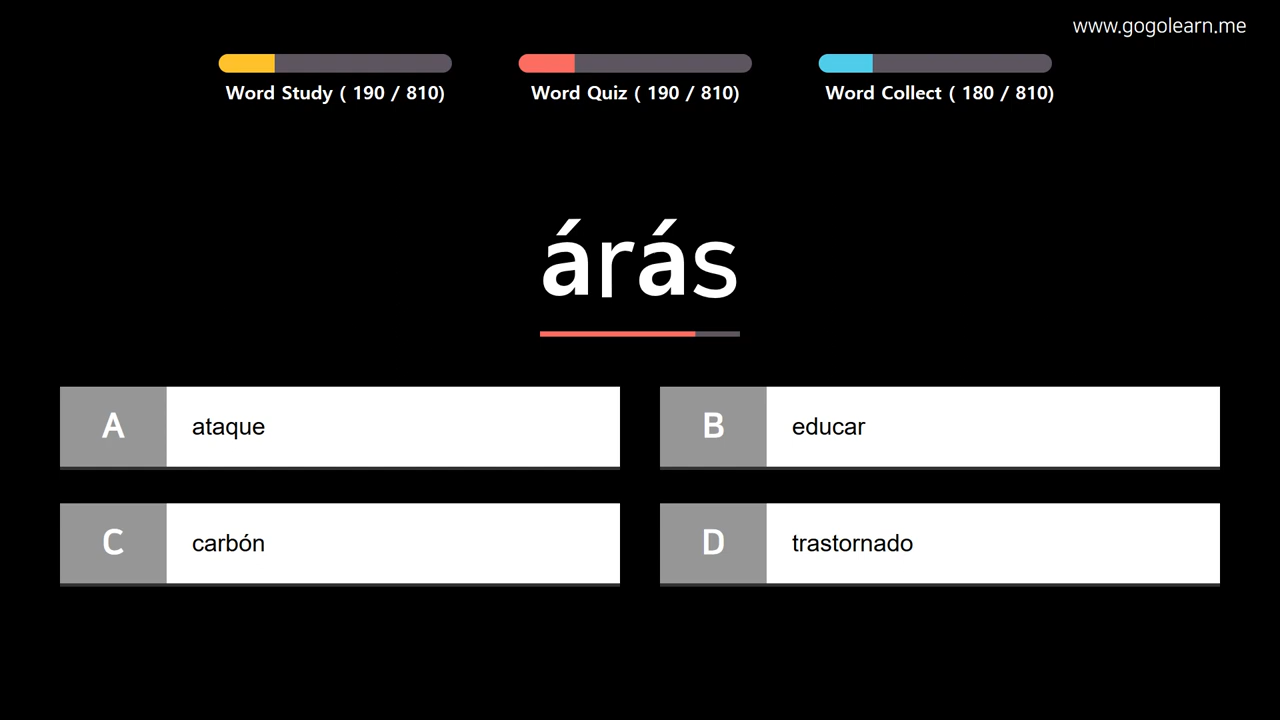 www.gogolearn.me
Word Study ( 190 / 810)
Word Quiz ( 190 / 810)
Word Collect ( 180 / 810)
árás
A ataque
B educar
C carbón
D trastornado